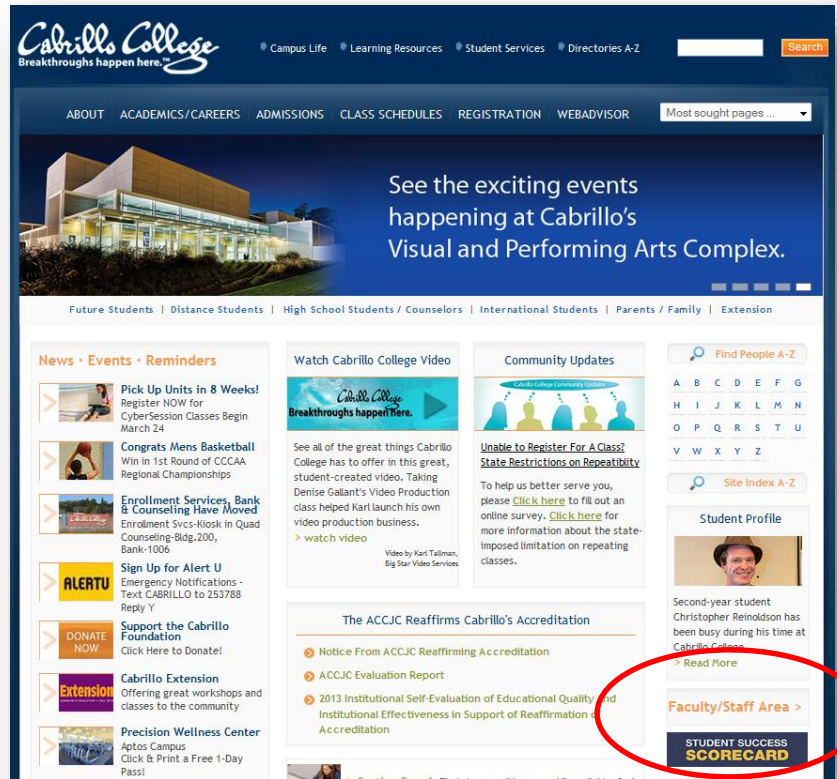 Cabrillo College
Breakthroughs happen here.™
Campus Life
Learning Resources
Student Services
Directories A-Z
Search
ABOUT
ACADEMICS/CAREERS
ADMISSIONS
CLASS SCHEDULES
REGISTRATION
WEBADVISOR
Most sought pages ...
See the exciting events
happening at Cabrillo's
Visual and Performing Arts Complex.
Future Students | Distance Students | High School Students / Counselors | International Students | Parents / Family | Extension
News • Events • Reminders
Pick Up Units in 8 Weeks!
Register NOW for
CyberSession Classes Begin
March 24
Congrats Mens Basketball
Win in 1st Round of CCCAA
Regional Championships
Enrollment Services, Bank
& Counseling Have Moved
Enrollment Svcs-Kiosk in Quad
Counseling-Bldg.200,
Bank-1006
ALERTU
Sign Up for Alert U
Emergency Notifications -
Text CABRILLO to 253788
Reply Y
DONATE
NOW
Support the Cabrillo
Foundation
Click Here to Donate!
Extension
Cabrillo Extension
Offering great workshops and
classes to the community
Precision Wellness Center
Aptos Campus
Click & Print a Free 1-Day
Pass!
Watch Cabrillo College Video
Cabrillo College
Breakthroughs happen here.
See all of the great things Cabrillo
College has to offer in this great,
student-created video. Taking
Denise Gallant's Video Production
class helped Karl launch his own
video production business.
> watch video
Video by Karl Tallman,
Big Star Video Services
Community Updates
Cabrillo College Community Updates
Unable to Register For A Class?
State Restrictions on Repeatiblity
To help us better serve you,
please Click here to fill out an
online survey. Click here for
more information about the state-
imposed limitation on repeating
classes.
The ACCJC Reaffirms Cabrillo's Accreditation
Notice From ACCJC Reaffirming Accreditation
ACCJC Evaluation Report
2013 Institutional Self-Evaluation of Educational Quality and
Institutional Effectiveness in Support of Reaffirmation of
Accreditation
Find People A-Z
A B C D E F G
H I J K L M N
O P Q R S T U
V W X Y Z
Site Index A-Z
Student Profile
Second-year student
Christopher Reinoldson has
been busy during his time at
Cabrillo College
> Read More
Faculty/Staff Area >
STUDENT SUCCESS
SCORECARD